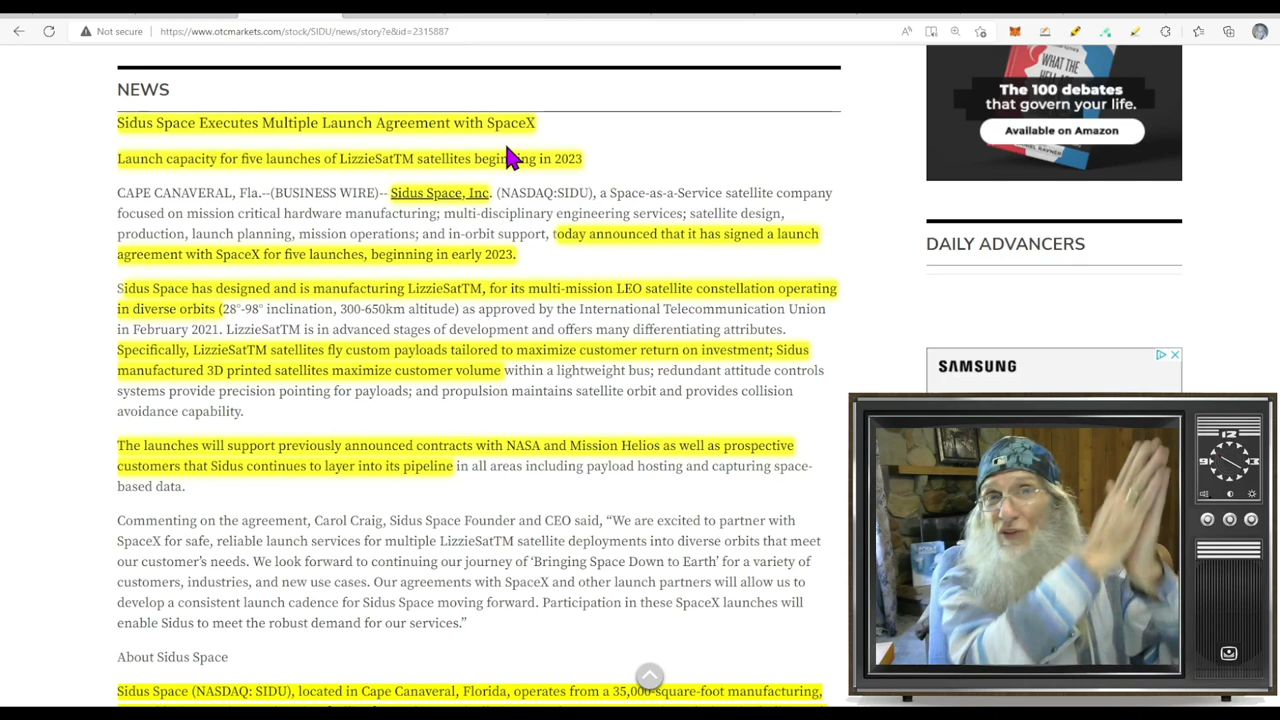 Not secure | https://www.otcmarkets.com/stock/SIDU/news/story?e&id=2315887
NEWS
Sidus Space Executes Multiple Launch Agreement with SpaceX
Launch capacity for five launches of LizzieSatTM satellites beginning in 2023
CAPE CANAVERAL, Fla.--(BUSINESS WIRE)-- Sidus Space, Inc. (NASDAQ:SIDU), a Space-as-a-Service satellite company
focused on mission critical hardware manufacturing; multi-disciplinary engineering services; satellite design,
production, launch planning, mission operations; and in-orbit support, today announced that it has signed a launch
agreement with SpaceX for five launches, beginning in early 2023.
Sidus Space has designed and is manufacturing LizzieSatTM, for its multi-mission LEO satellite constellation operating
in diverse orbits (28°-98° inclination, 300-650km altitude) as approved by the International Telecommunication Union
in February 2021. LizzieSatTM is in advanced stages of development and offers many differentiating attributes.
Specifically, LizzieSatTM satellites fly custom payloads tailored to maximize customer return on investment; Sidus
manufactured 3D printed satellites maximize customer volume within a lightweight bus; redundant attitude controls
systems provide precision pointing for payloads; and propulsion maintains satellite orbit and provides collision
avoidance capability.
The launches will support previously announced contracts with NASA and Mission Helios as well as prospective
customers that Sidus continues to layer into its pipeline in all areas including payload hosting and capturing space-
based data.
Commenting on the agreement, Carol Craig, Sidus Space Founder and CEO said, “We are excited to partner with
SpaceX for safe, reliable launch services for multiple LizzieSatTM satellite deployments into diverse orbits that meet
our customer’s needs. We look forward to continuing our journey of ‘Bringing Space Down to Earth’ for a variety of
customers, industries, and new use cases. Our agreements with SpaceX and other launch partners will allow us to
develop a consistent launch cadence for Sidus Space moving forward. Participation in these SpaceX launches will
enable Sidus to meet the robust demand for our services.”
About Sidus Space
Sidus Space (NASDAQ: SIDU), located in Cape Canaveral, Florida, operates from a 35,000-square-foot manufacturing,
WHAT THE
The 100 debates
that govern your life.
Available on Amazon
DAILY ADVANCERS
SAMSUNG
12
9
3